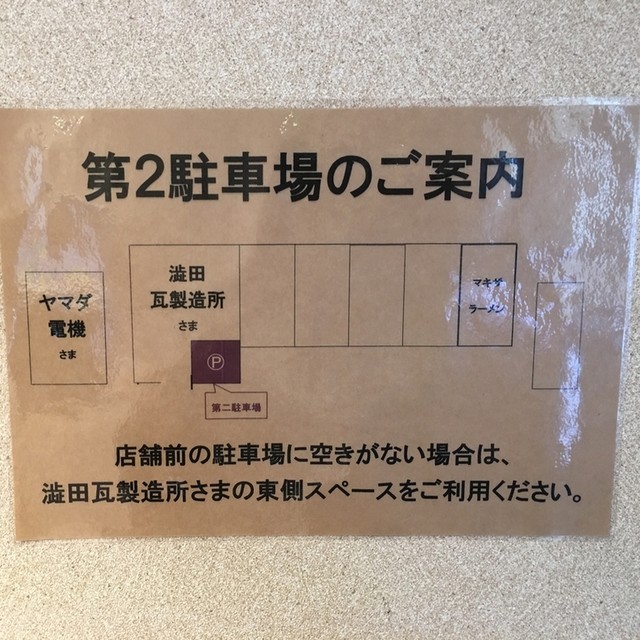 第2駐車場のご案内
ヤマダ
電機
さま
澁田
瓦製造所
さま
Ⓟ
第二駐車場
マキザ
ラーメン
店舗前の駐車場に空きがない場合は、
澁田瓦製造所さまの東側スペースをご利用ください。